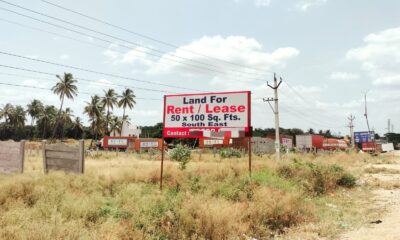 Land For
Rent / Lease
50 x 100 Sq. Fts.
South East
Contact